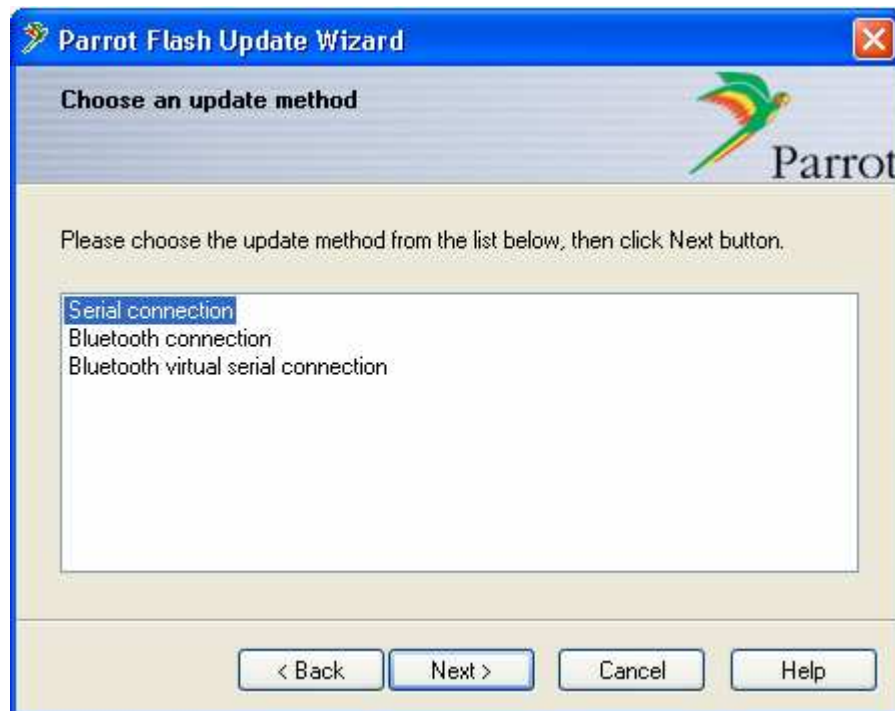 Parrot Flash Update Wizard
Choose an update method
Parrot
Please choose the update method from the list below, then click Next button.
Serial connection
Bluetooth connection
Bluetooth virtual serial connection
< Back Next > Cancel Help